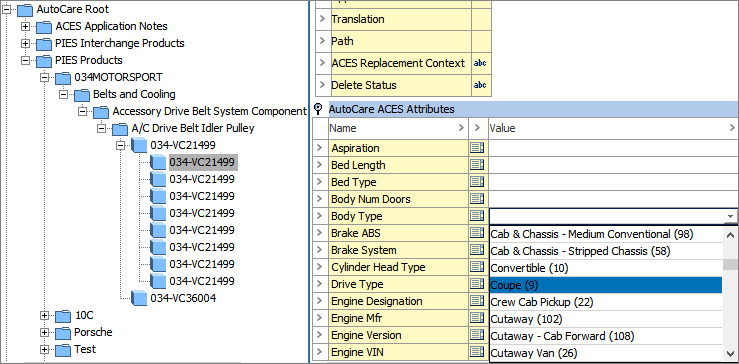 AutoCare Root
ACES Application Notes
PIES Interchange Products
PIES Products
034MOTORSPORT
Belts and Cooling
Accessory Drive Belt System Component
A/C Drive Belt Idler Pulley
034-VC21499
034-VC21499
034-VC21499
034-VC21499
034-VC21499
034-VC21499
034-VC21499
034-VC21499
034-VC21499
034-VC36004
10C
Porsche
Test
Translation
Path
ACES Replacement Context abc
Delete Status abc
AutoCare ACES Attributes
Name Value
Aspiration
Bed Length
Bed Type
Body Num Doors
Body Type
Brake ABS Cab & Chassis - Medium Conventional (98)
Brake System Cab & Chassis - Stripped Chassis (58)
Cylinder Head Type Convertible (10)
Drive Type Coupe (9)
Engine Designation Crew Cab Pickup (22)
Engine Mfr Cutaway (102)
Engine Version Cutaway - Cab Forward (108)
Engine VIN Cutaway Van (26)